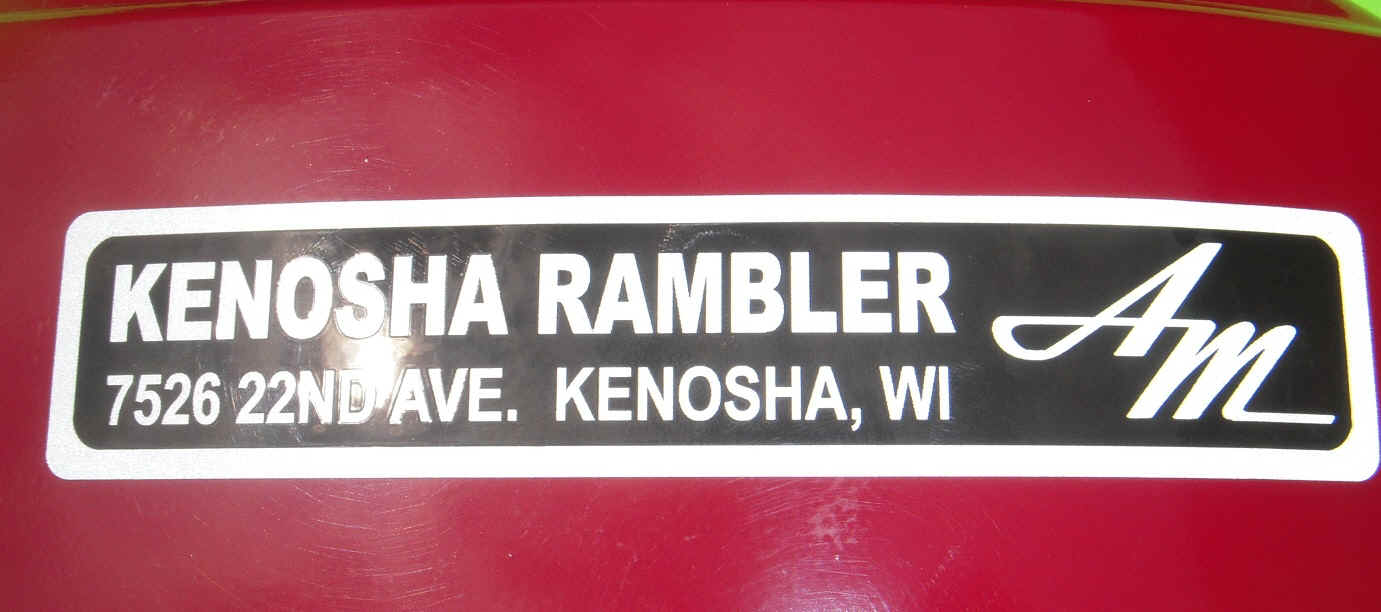 KENOSHA RAMBLER
7526 22ND AVE. KENOSHA, WI
AM